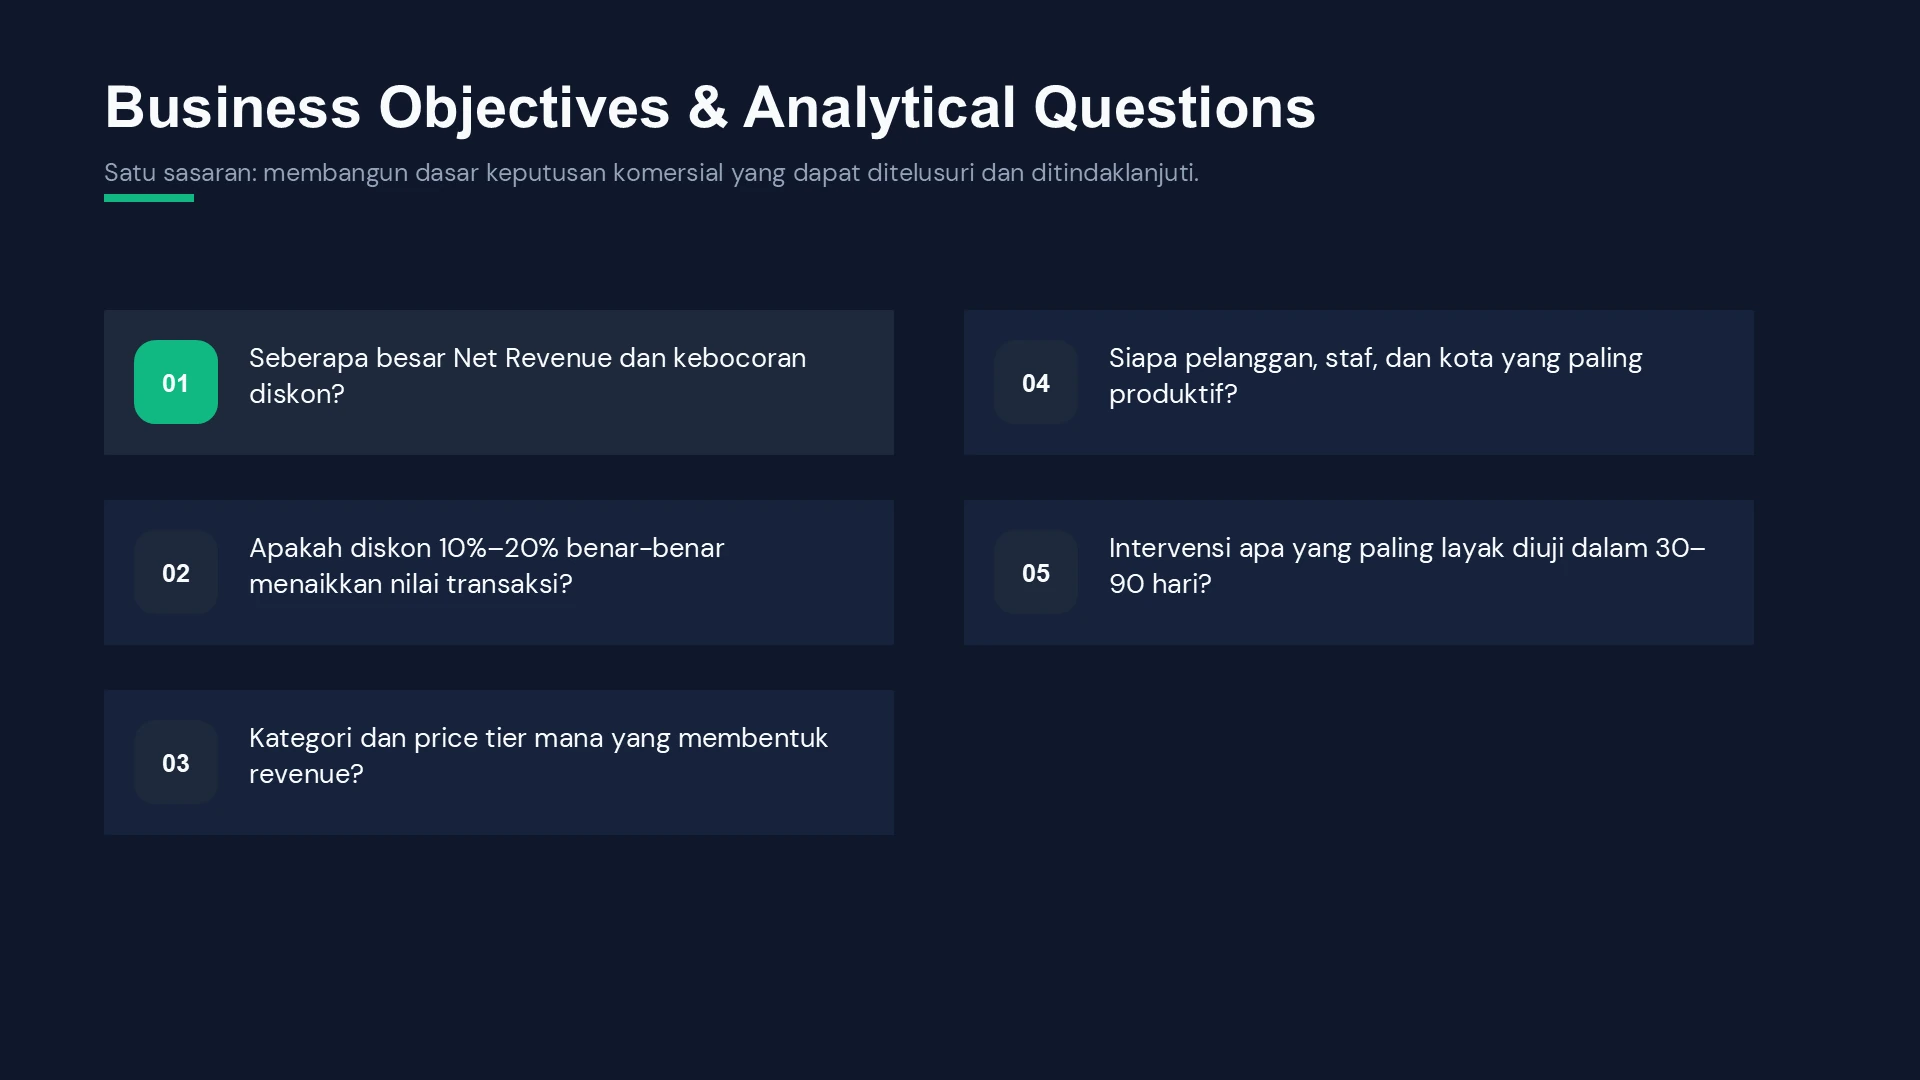 Business Objectives & Analytical Questions
Satu sasaran: membangun dasar keputusan komersial yang dapat ditelusuri dan ditindaklanjuti.
01
Seberapa besar Net Revenue dan kebocoran
diskon?
02
Apakah diskon 10%–20% benar-benar
menaikkan nilai transaksi?
03
Kategori dan price tier mana yang membentuk
revenue?
04
Siapa pelanggan, staf, dan kota yang paling
produktif?
05
Intervensi apa yang paling layak diuji dalam 30–
90 hari?